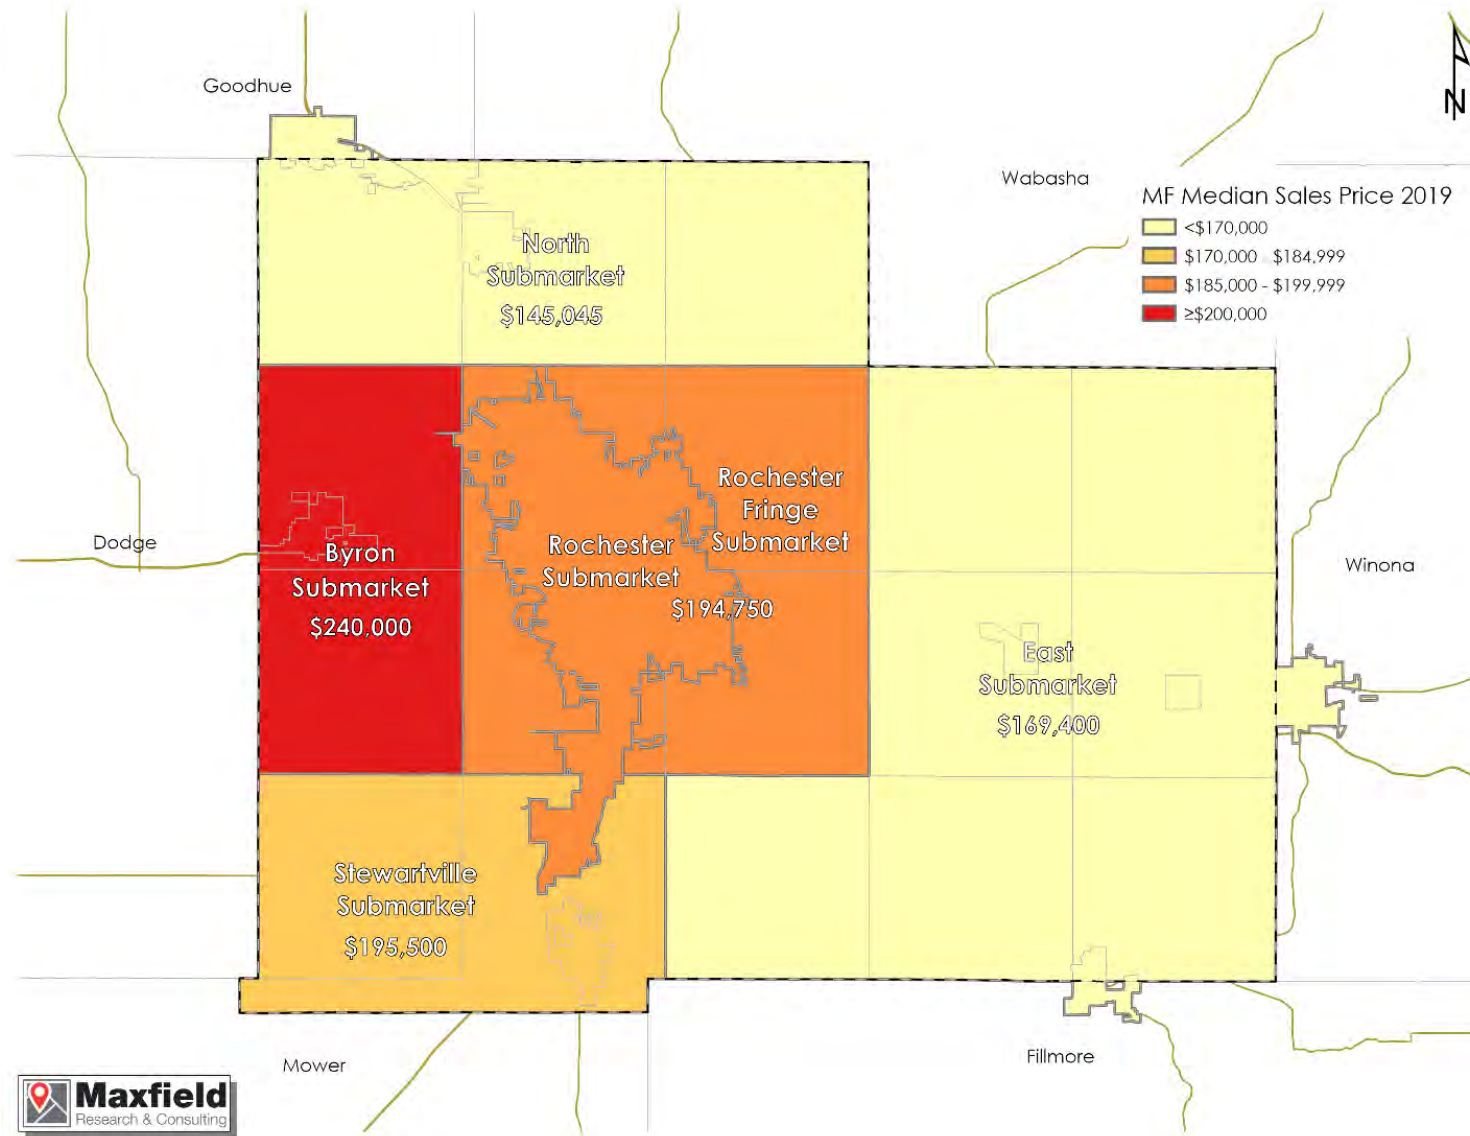 Goodhue
N
Wabasha
MF Median Sales Price 2019
<$170,000
$170,000 $184,999
$185,000 - $199,999
≥$200,000
North
Submarket
$145,045
Rochester
Fringe
Submarket
Rochester
Submarket
$194,750
Dodge
Byron
Submarket
$240,000
Winona
East
Submarket
$169,400
Stewartville
Submarket
$195,500
Mower
Fillmore
Maxfield
Research & Consulting